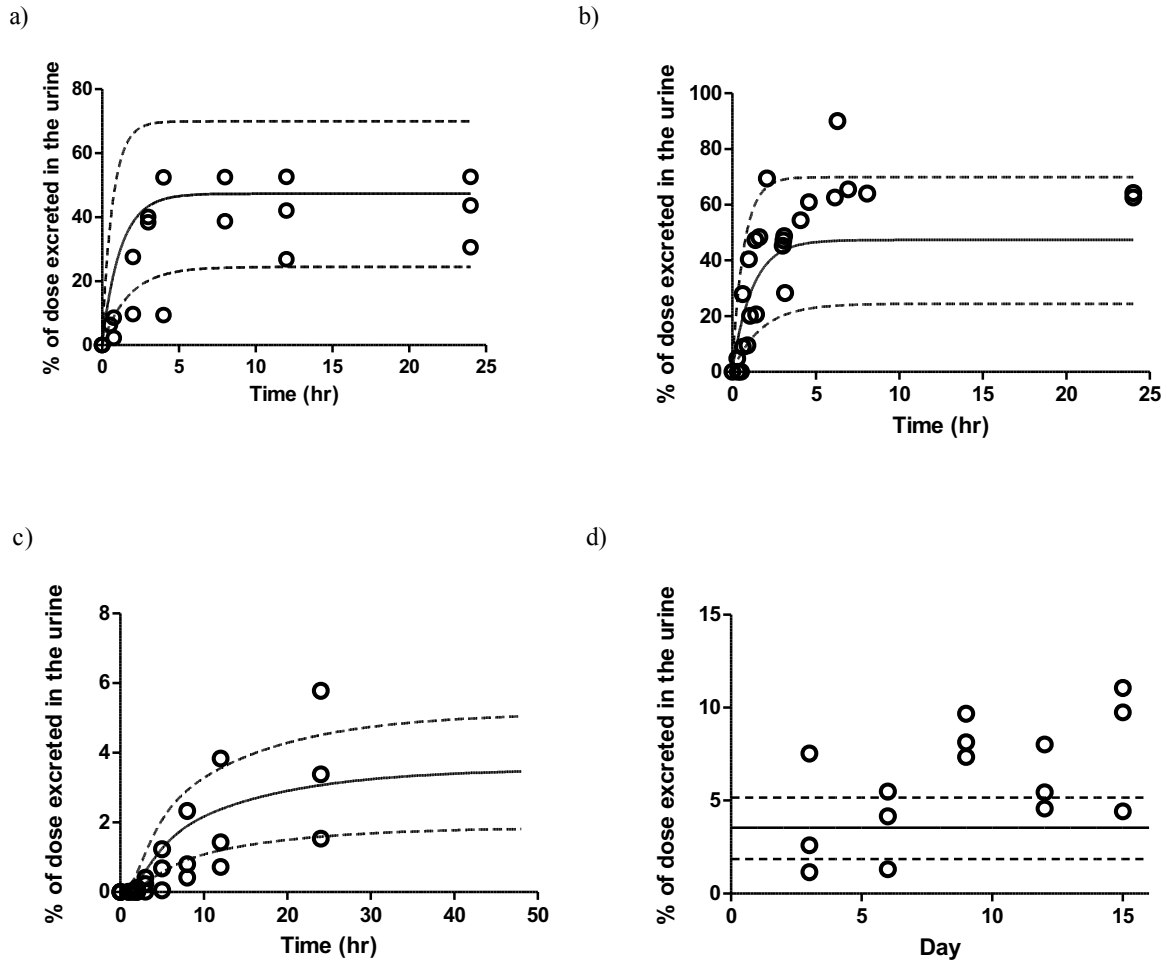 a)
% of dose excreted in the urine
80
60
40
20
0
0 5 10 15 20 25
Time (hr)
b)
% of dose excreted in the urine
100
80
60
40
20
0
0 5 10 15 20 25
Time (hr)
c)
% of dose excreted in the urine
8
6
4
2
0
0 10 20 30 40 50
Time (hr)
d)
% of dose excreted in the urine
15
10
5
0
0 5 10 15
Day